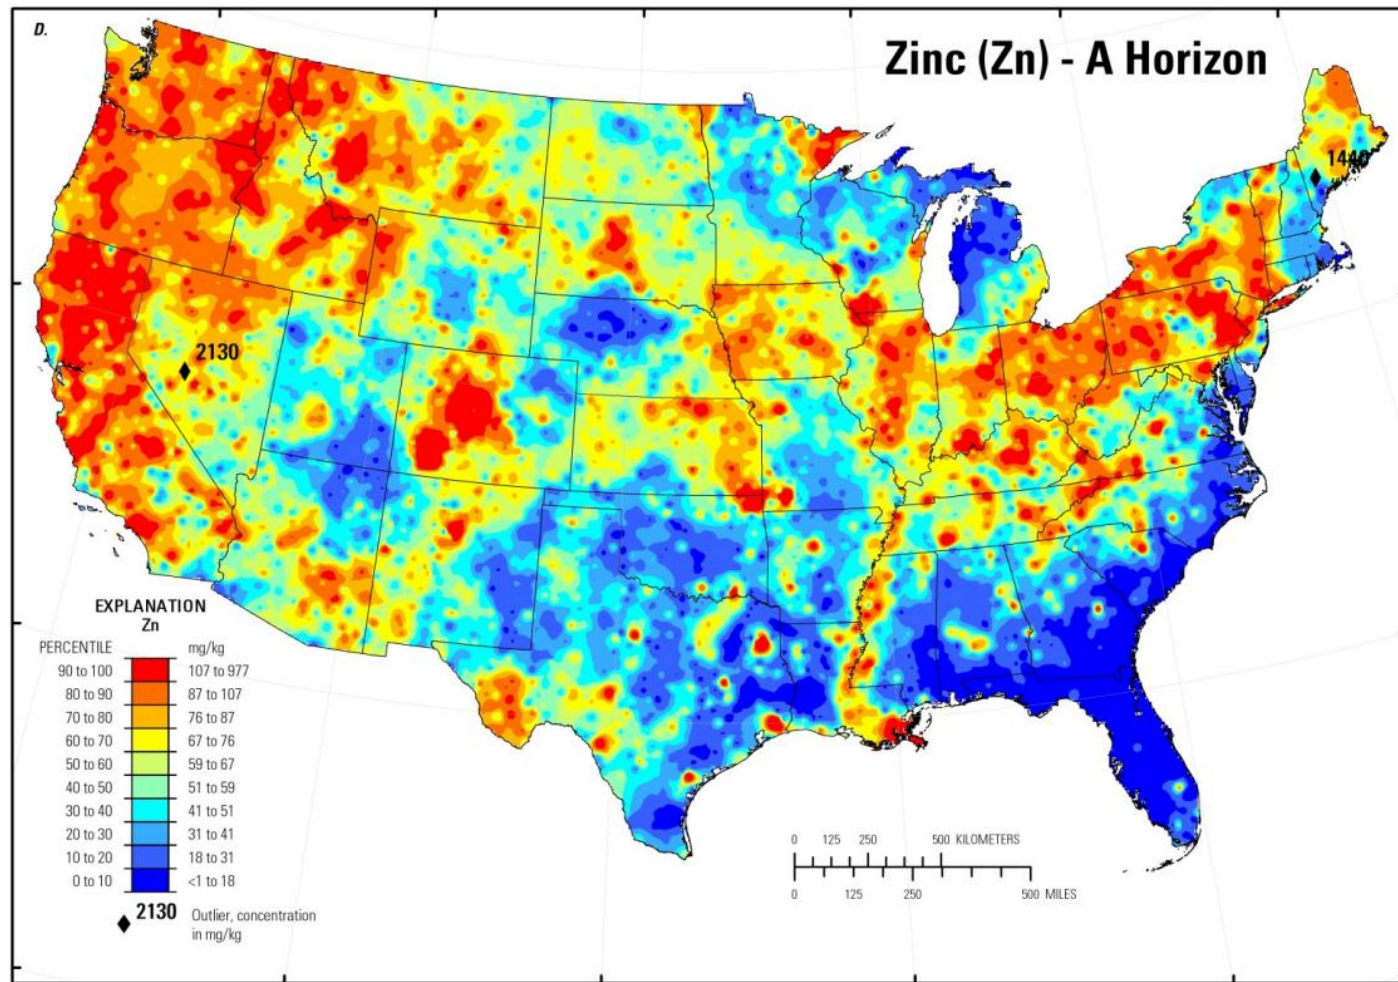 D.
Zinc (Zn) - A Horizon
1440
2130
EXPLANATION
Zn
PERCENTILE mg/kg
90 to 100 107 to 977
80 to 90 87 to 107
70 to 80 76 to 87
60 to 70 67 to 76
50 to 60 59 to 67
40 to 50 51 to 59
30 to 40 41 to 51
20 to 30 31 to 41
10 to 20 18 to 31
0 to 10 <1 to 18
2130 Outlier, concentration
in mg/kg
0 125 250 500 KILOMETERS
0 125 250 500 MILES